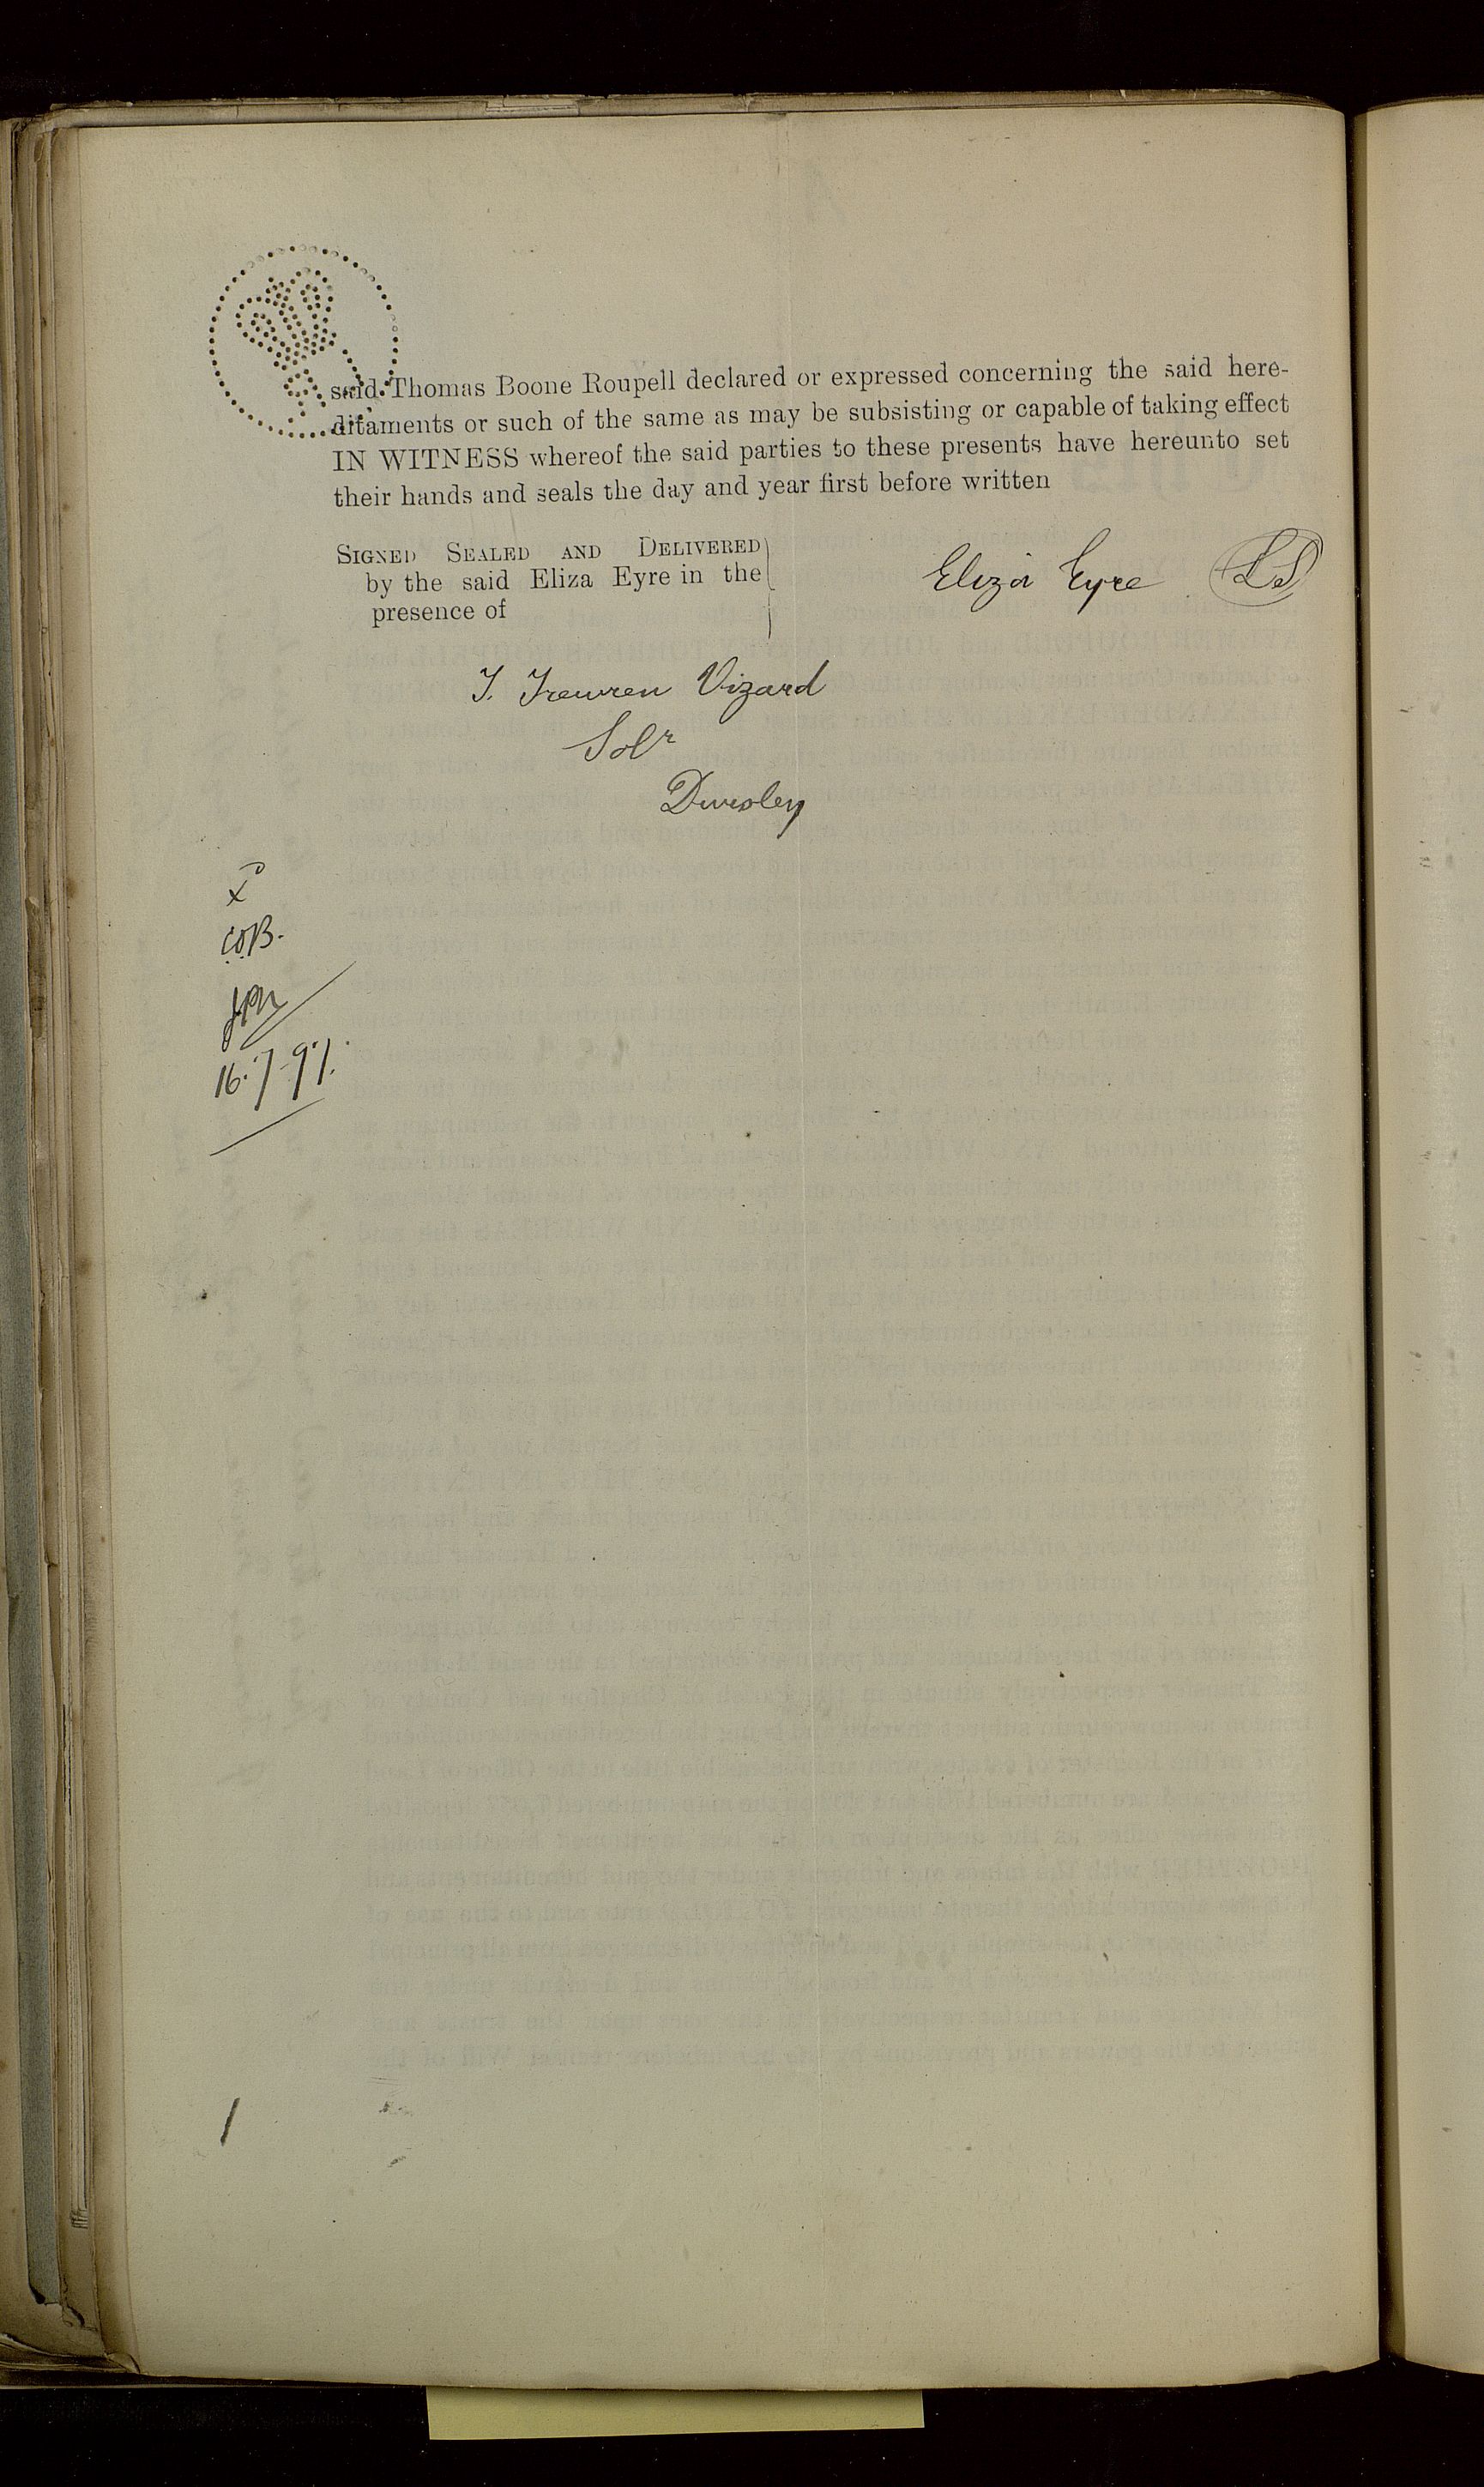 said Thomas Boone Roupell declared or expressed concerning the said here-
ditaments or such of the same as may be subsisting or capable of taking effect
IN WITNESS whereof the said parties to these presents have hereunto set
their hands and seals the day and year first before written
SIGNED SEALED AND DELIVERED
by the said Eliza Eyre in the
presence of
Eliza Eyre LS
Vizard
Solr
Dursley
x
16.7.97.